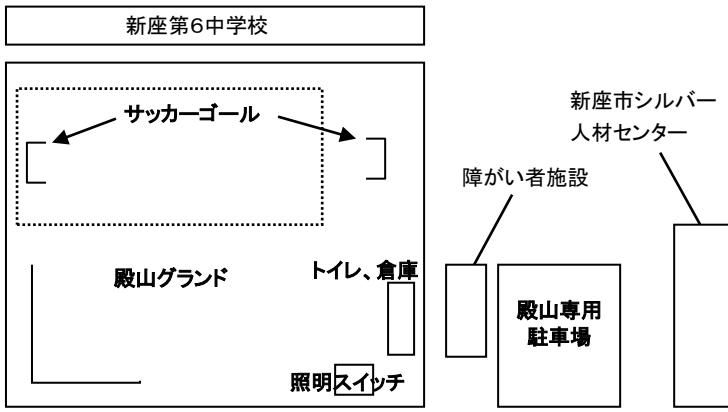 新座第６中学校
サッカーゴール
新座市シルバー
人材センター
障がい者施設
殿山グランド
トイレ、倉庫
殿山専用
駐車場
照明スイッチ